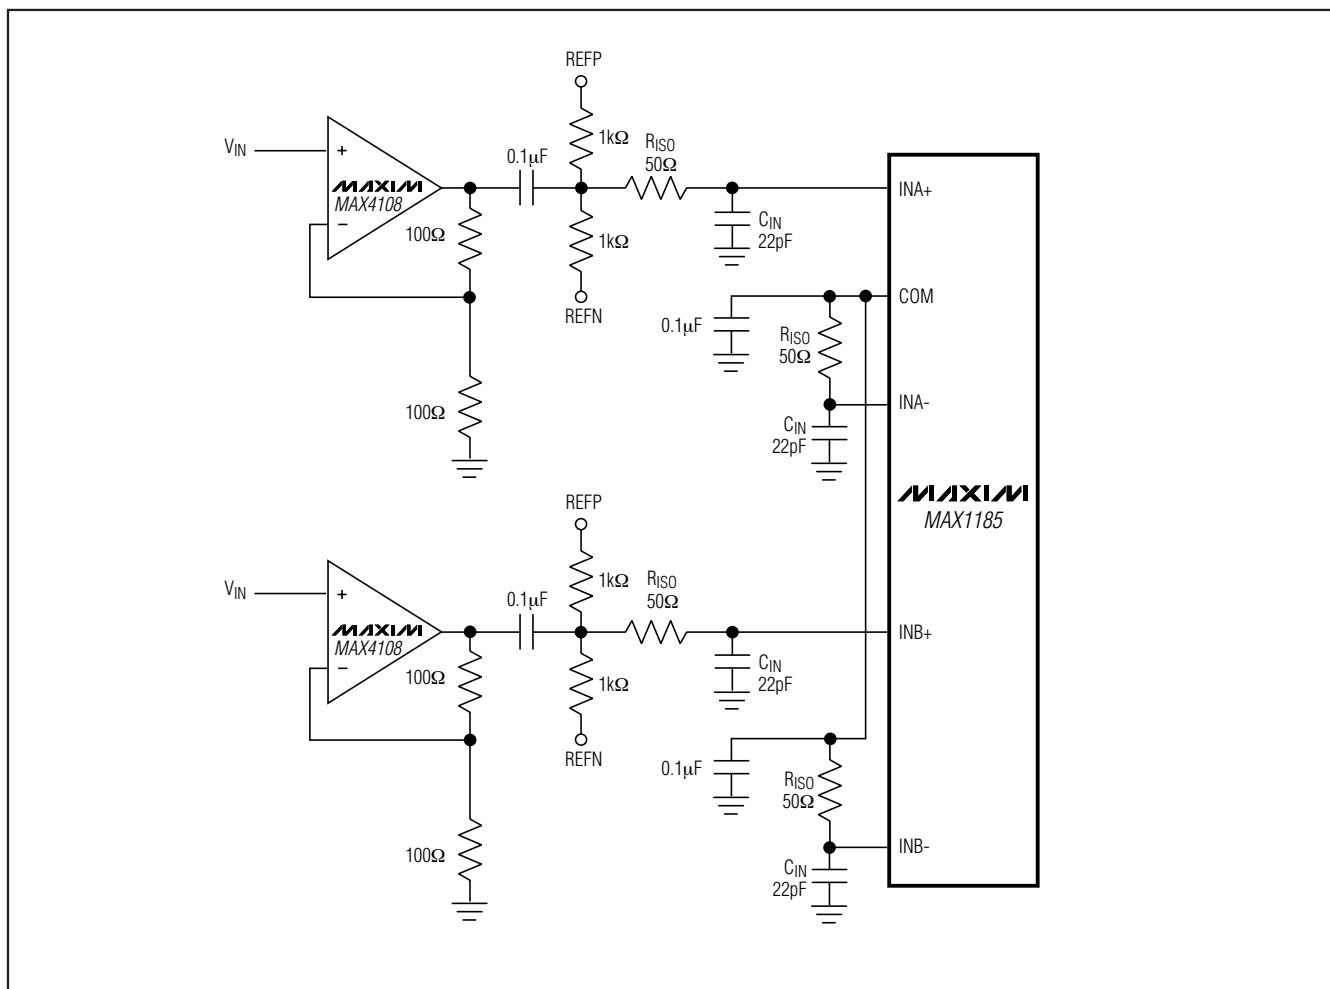 REFP
VIN
+
MAXIM
MAX4108
−
0.1µF
1kΩ
RISO
50Ω
INA+
100Ω
1kΩ
CIN
22pF
REFN
COM
0.1µF
RISO
50Ω
100Ω
INA-
CIN
22pF
MAXIM
MAX1185
REFP
VIN
+
MAXIM
MAX4108
−
0.1µF
1kΩ
RISO
50Ω
INB+
100Ω
1kΩ
CIN
22pF
REFN
0.1µF
RISO
50Ω
100Ω
INB-
CIN
22pF